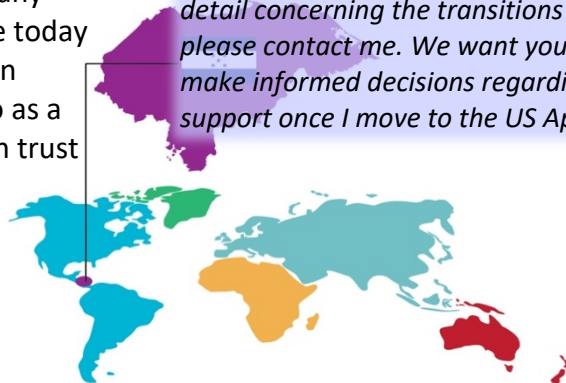 any
e today
n
o as a
n trust
detail concerning the transitions
please contact me. We want you
make informed decisions regardi
support once I move to the US Ap